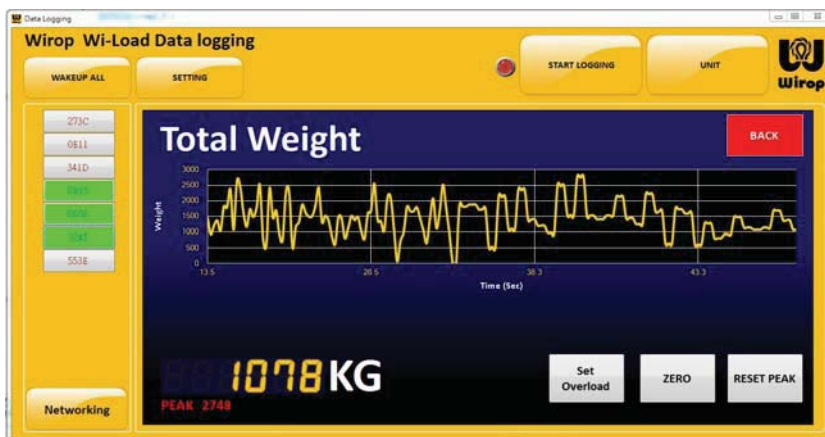 Data Logging
Wirop Wi-Load Data logging
WAKEUP ALL
SETTING
START LOGGING
UNIT
Wirop
273C
0E11
341D
553E
Networking
Total Weight
BACK
Weight
3000
2500
2000
1500
1000
500
0
13.5
28.5
38.3
43.3
Time (Sec)
1078 KG
PEAK 2748
Set
Overload
ZERO
RESET PEAK